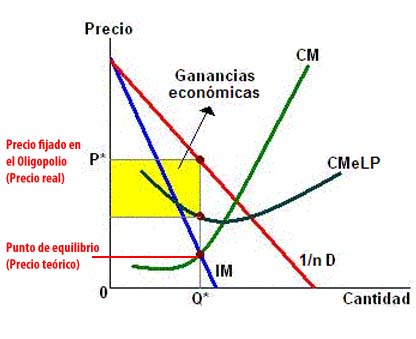 Precio
CM
Ganancias
económicas
Precio fijado en
el Oligopolio
(Precio real)
P*
CMeLP
Punto de equilibrio
(Precio teórico)
IM
1/n D
0
Q*
Cantidad